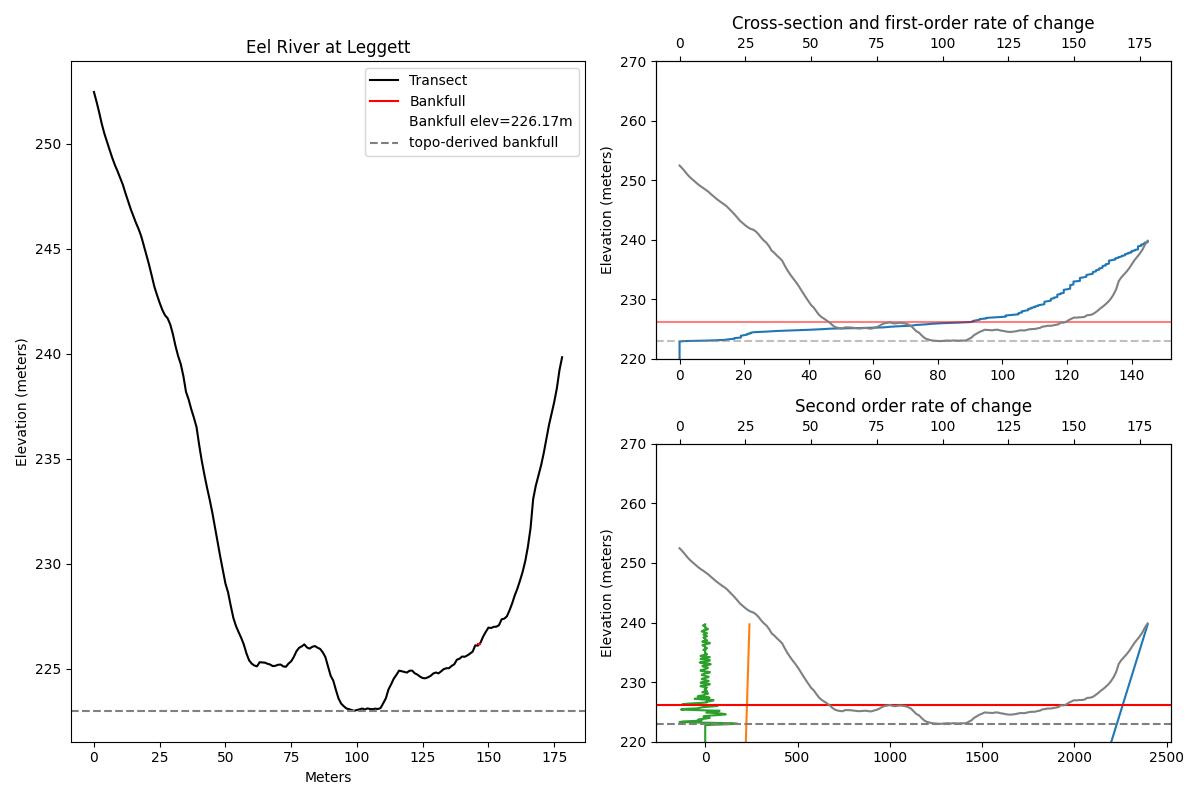 Eel River at Leggett
Transect
Bankfull
Bankfull elev=226.17m
topo-derived bankfull
250
245
240
235
230
225
Elevation (meters)
0 25 50 75 100 125 150 175
Meters
Cross-section and first-order rate of change
0 25 50 75 100 125 150 175
270
260
250
240
230
220
Elevation (meters)
0 20 40 60 80 100 120 140
Second order rate of change
0 25 50 75 100 125 150 175
270
260
250
240
230
220
Elevation (meters)
0 500 1000 1500 2000 2500